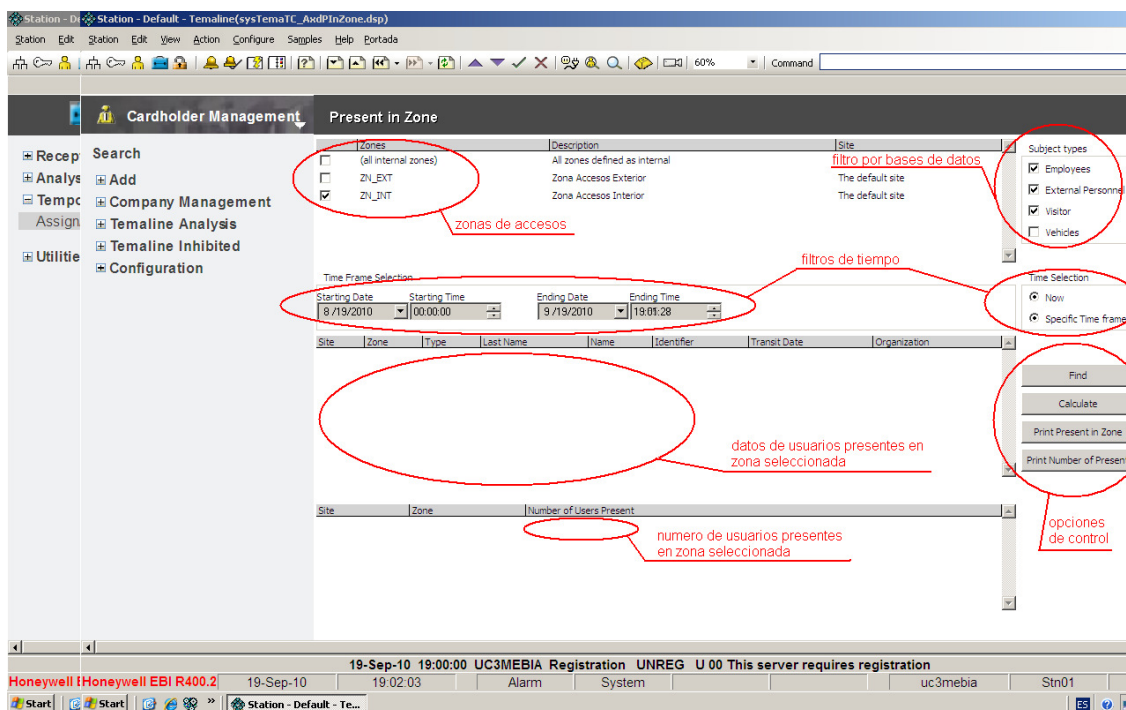 Station - De Station - Default - Temaline(sysTemaTC_AxdPInZone.dsp)
Station Edit Station Edit View Action Configure Samples Help Portada
60% Command
Cardholder Management Present in Zone
Recep
Analys
Tempo
Assign
Utilitie
Search
Add
Company Management
Temaline Analysis
Temaline Inhibited
Configuration
Zones Description Site
(all internal zones) All zones defined as internal
ZN_EXT Zona Accesos Exterior The default site
ZN_INT Zona Accesos Interior The default site
zonas de accesos
filtro por bases de datos
Subject types
Employees
External Personnel
Visitor
Vehicles
filtros de tiempo
Time Frame Selection
Starting Date Starting Time Ending Date Ending Time
8 /19/2010 00:00:00 9 /19/2010 19:01:28
Time Selection
Now
Specific Time frame
Site Zone Type Last Name Name Identifier Transit Date Organization
Find
Calculate
Print Present in Zone
Print Number of Present
datos de usuarios presentes en
zona seleccionada
Site Zone Number of Users Present
numero de usuarios presentes
en zona seleccionada
opciones
de control
19-Sep-10 19:00:00 UC3MEBIA Registration UNREG U 00 This server requires registration
Honeywell E Honeywell EBI R400.2 19-Sep-10 19:02:03 Alarm System uc3mebia Stn01
Start Start » Station - Default - Te... ES